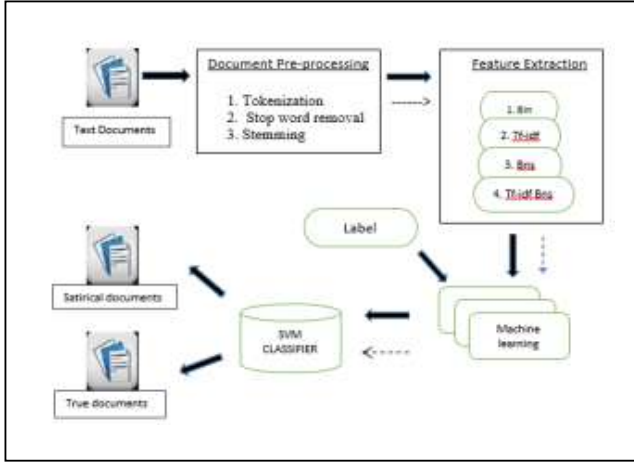 Text Documents
Document Pre-processing
1. Tokenization
2. Stop word removal
3. Stemming
Feature Extraction
1. Bin
2. Tf-idf
3. Bns
4. Tf-idf Bns
Label
Satirical documents
SVM
CLASSIFIER
Machine
learning
True documents